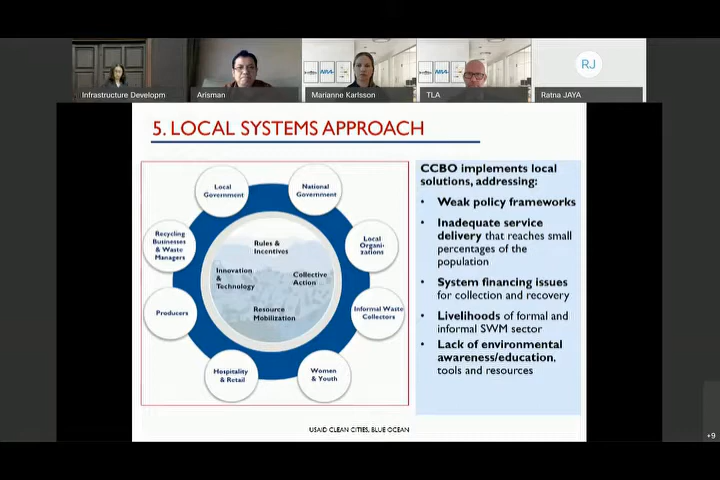 Infrastructure Developm
Arisman
Marianne Karlsson
TLA
RJ
Ratna JAYA
5. LOCAL SYSTEMS APPROACH
Local
Government
National
Government
Recycling
Businesses
& Waste
Managers
Local
Organi-
zations
Rules &
Incentives
Innovation
&
Technology
Collective
Action
Resource
Mobilization
Producers
Informal Waste
Collectors
Hospitality
& Retail
Women
& Youth
CCBO implements local
solutions, addressing:
• Weak policy frameworks
• Inadequate service
delivery that reaches small
percentages of the
population
• System financing issues
for collection and recovery
• Livelihoods of formal and
informal SWM sector
• Lack of environmental
awareness/education,
tools and resources
USAID CLEAN CITIES, BLUE OCEAN
+9